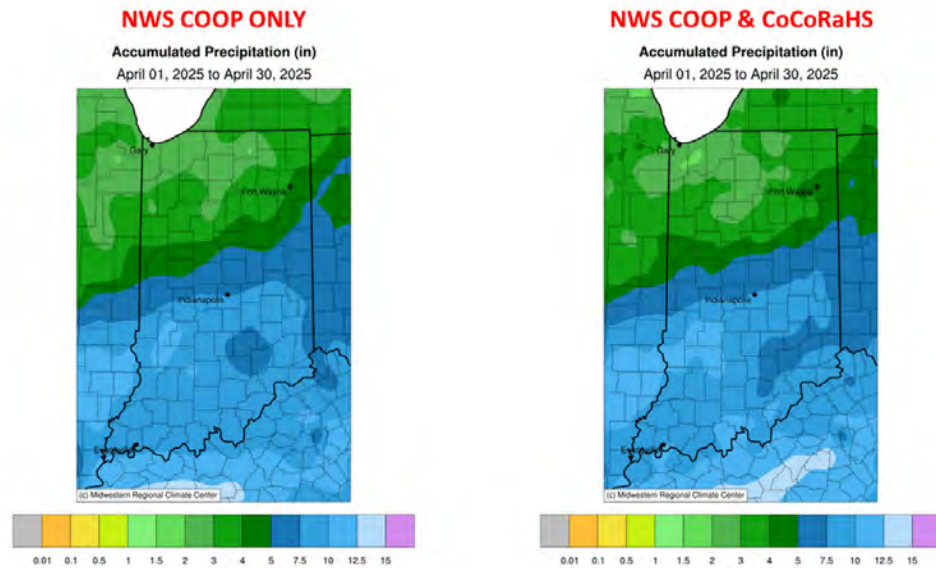 NWS COOP ONLY
Accumulated Precipitation (in)
April 01, 2025 to April 30, 2025
Gary
Fort Wayne
Indianapolis
(c) Midwestern Regional Climate Center
0.01 0.1 0.5 1 1.5 2 3 4 5 7.5 10 12.5 15
NWS COOP & CoCoRaHS
Accumulated Precipitation (in)
April 01, 2025 to April 30, 2025
Gary
Fort Wayne
Indianapolis
(c) Midwestern Regional Climate Center
0.01 0.1 0.5 1 1.5 2 3 4 5 7.5 10 12.5 15